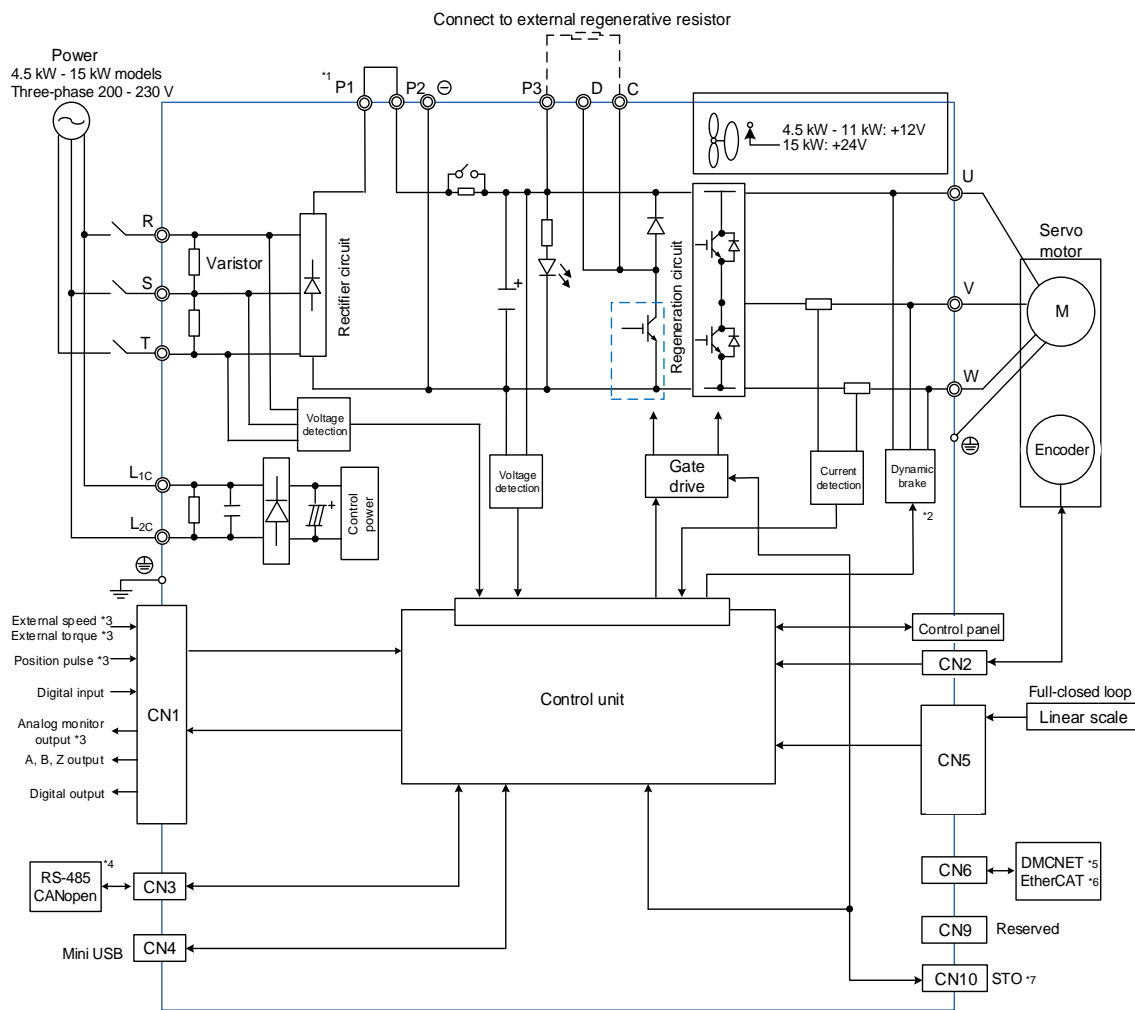 Connect to external regenerative resistor
Power
4.5 kW - 15 kW models
Three-phase 200 - 230 V
*1 P1
P2
P3
D
C
4.5 kW - 11 kW: +12V
15 kW: +24V
U
Servo
motor
R
Varistor
Rectifier circuit
+
Regeneration circuit
S
V
M
T
W
Voltage
detection
Voltage
detection
Gate
drive
Current
detection
Dynamic
brake
*2
Encoder
L1C
+
Control
power
L2C
External speed *3
External torque *3
Position pulse *3
Digital input
CN1
Analog monitor
output *3
A, B, Z output
Digital output
Control unit
Control panel
CN2
Full-closed loop
Linear scale
CN5
RS-485
CANopen
*4
CN3
CN6
DMCNET *5
EtherCAT *6
Mini USB
CN4
CN9
Reserved
CN10
STO *7